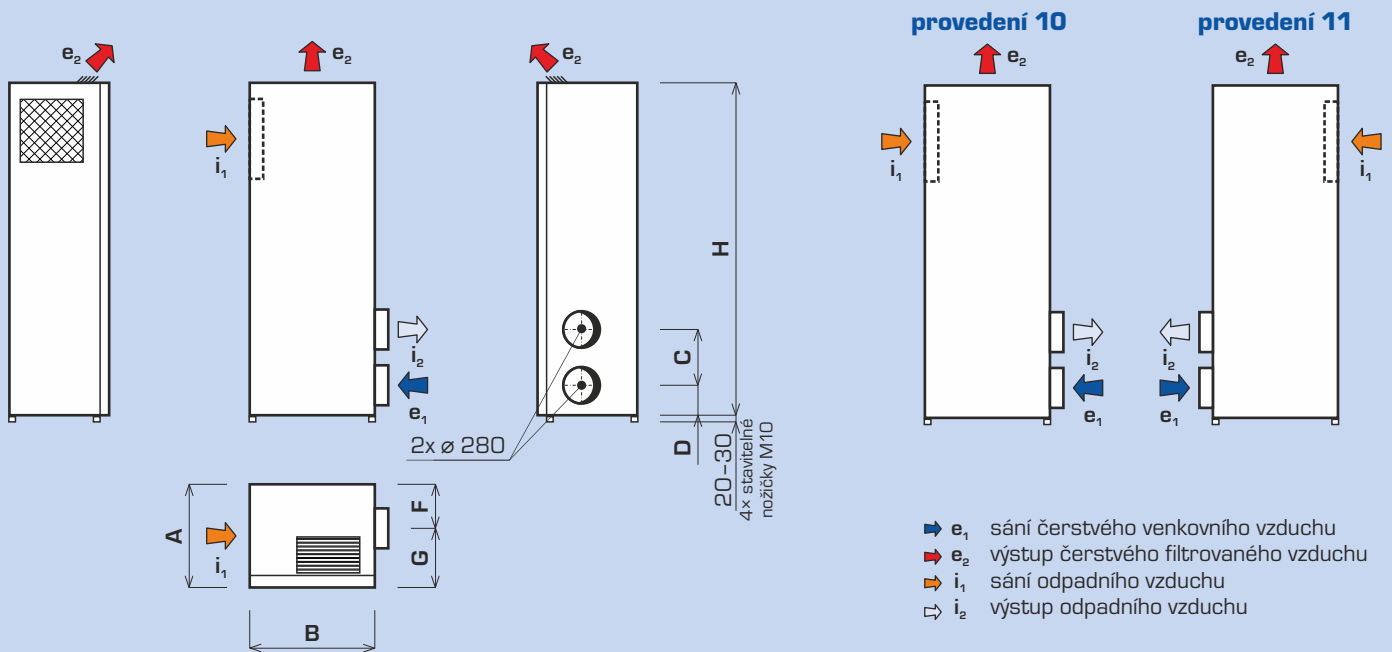 provedení 10
provedení 11
e₂
e₂
e₂
e₂
e₂
i₁
i₁
i₁
H
C
D
i₂
e₁
i₂
e₁
i₂
e₁
2x ø 280
20–30
4× stavitelné
nožičky M10
A
i₁
F
G
B
e₁ sání čerstvého venkovního vzduchu
e₂ výstup čerstvého filtrovaného vzduchu
i₁ sání odpadního vzduchu
i₂ výstup odpadního vzduchu